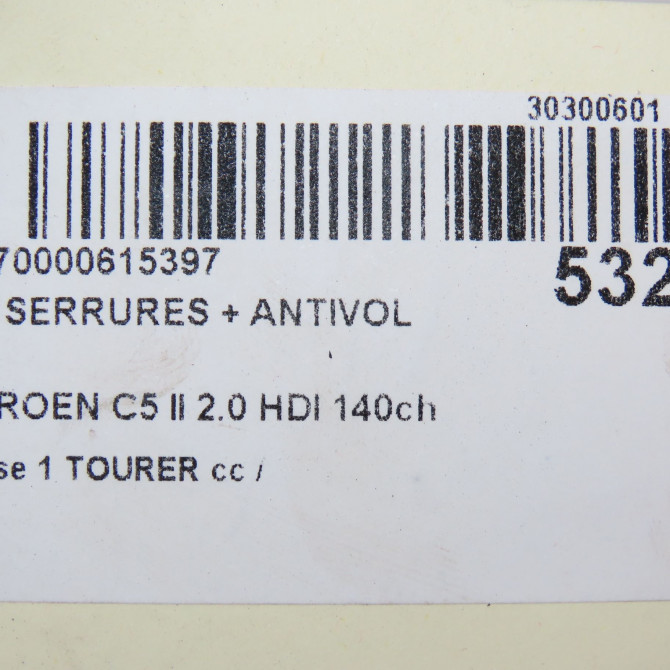 30300601
70000615397
532
SERRURES + ANTIVOL
ROEN C5 II 2.0 HDI 140ch
se 1 TOURER cc /